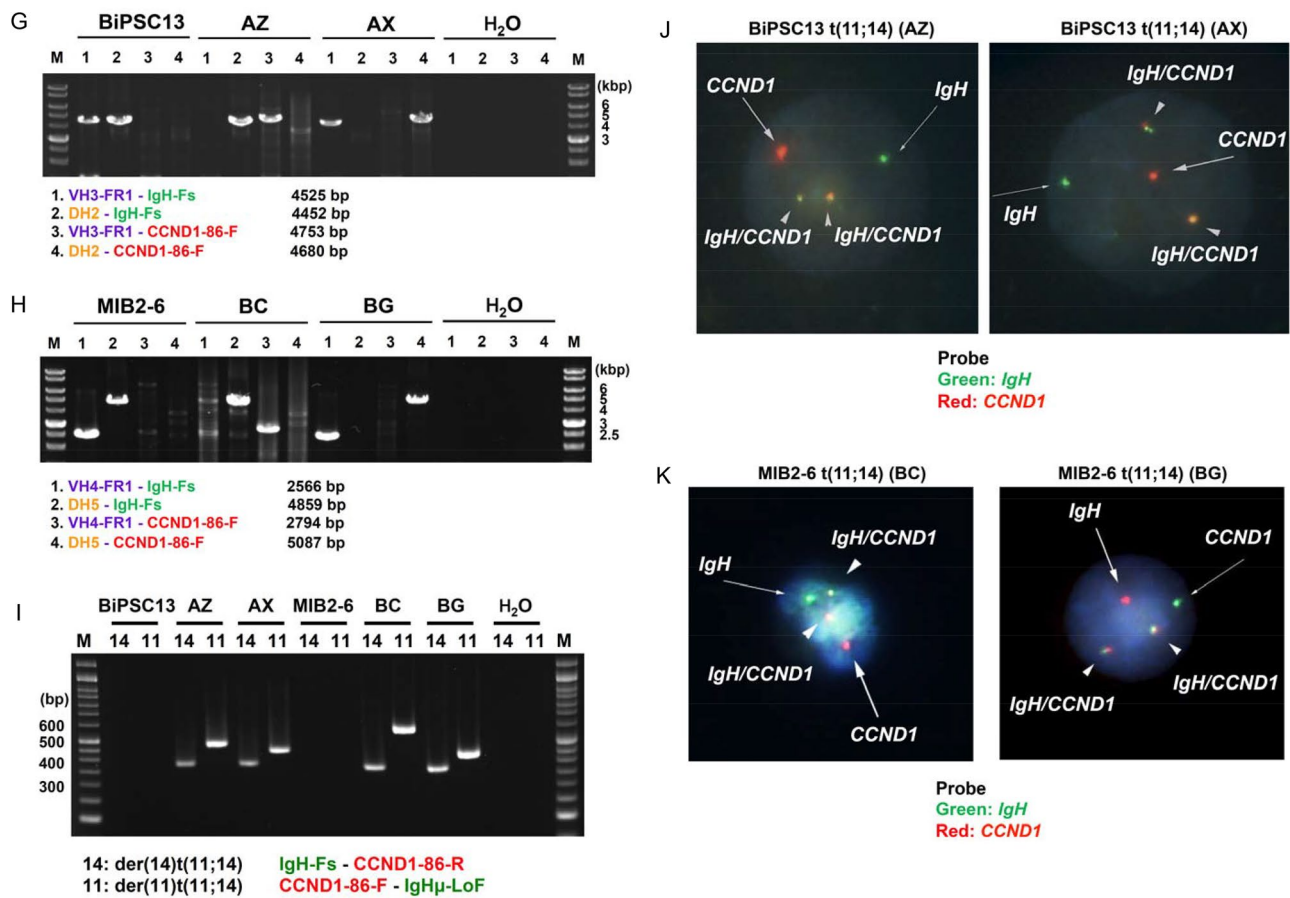 G
BiPSC13 AZ AX H₂O
M 1 2 3 4 1 2 3 4 1 2 3 4 1 2 3 4 M
(kbp)
6
5
4
3
1. VH3-FR1 - IgH-Fs 4525 bp
2. DH2 - IgH-Fs 4452 bp
3. VH3-FR1 - CCND1-86-F 4753 bp
4. DH2 - CCND1-86-F 4680 bp
H
MIB2-6 BC BG H₂O
M 1 2 3 4 1 2 3 4 1 2 3 4 1 2 3 4 M
(kbp)
6
5
4
3
2.5
1. VH4-FR1 - IgH-Fs 2566 bp
2. DH5 - IgH-Fs 4859 bp
3. VH4-FR1 - CCND1-86-F 2794 bp
4. DH5 - CCND1-86-F 5087 bp
I
BiPSC13 AZ AX MIB2-6 BC BG H₂O
M 14 11 14 11 14 11 14 11 14 11 14 11 14 11 M
(bp)
600
500
400
300
14: der(14)t(11;14) IgH-Fs - CCND1-86-R
11: der(11)t(11;14) CCND1-86-F - IgHμ-LoF
J
BiPSC13 t(11;14) (AZ)
CCND1
IgH
IgH/CCND1 IgH/CCND1
BiPSC13 t(11;14) (AX)
IgH/CCND1
CCND1
IgH
IgH/CCND1
Probe
Green: IgH
Red: CCND1
K
MIB2-6 t(11;14) (BC)
IgH/CCND1
IgH
IgH/CCND1
CCND1
MIB2-6 t(11;14) (BG)
IgH
CCND1
IgH/CCND1
IgH/CCND1
Probe
Green: IgH
Red: CCND1